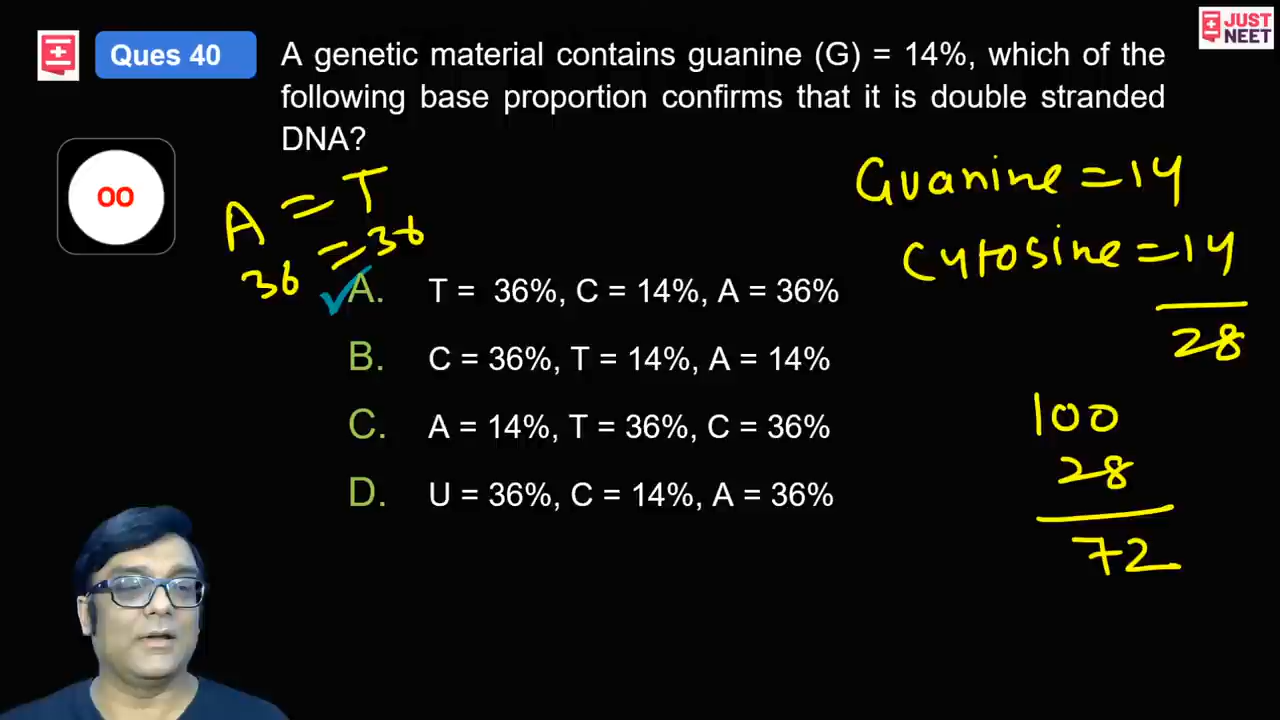 Ques 40
A genetic material contains guanine (G) = 14%, which of the
following base proportion confirms that it is double stranded
DNA?
JUST
NEET
00
A = T
36 = 36
Guanine = 14
Cytosine = 14
28
100
28
72
A. T = 36%, C = 14%, A = 36%
B. C = 36%, T = 14%, A = 14%
C. A = 14%, T = 36%, C = 36%
D. U = 36%, C = 14%, A = 36%